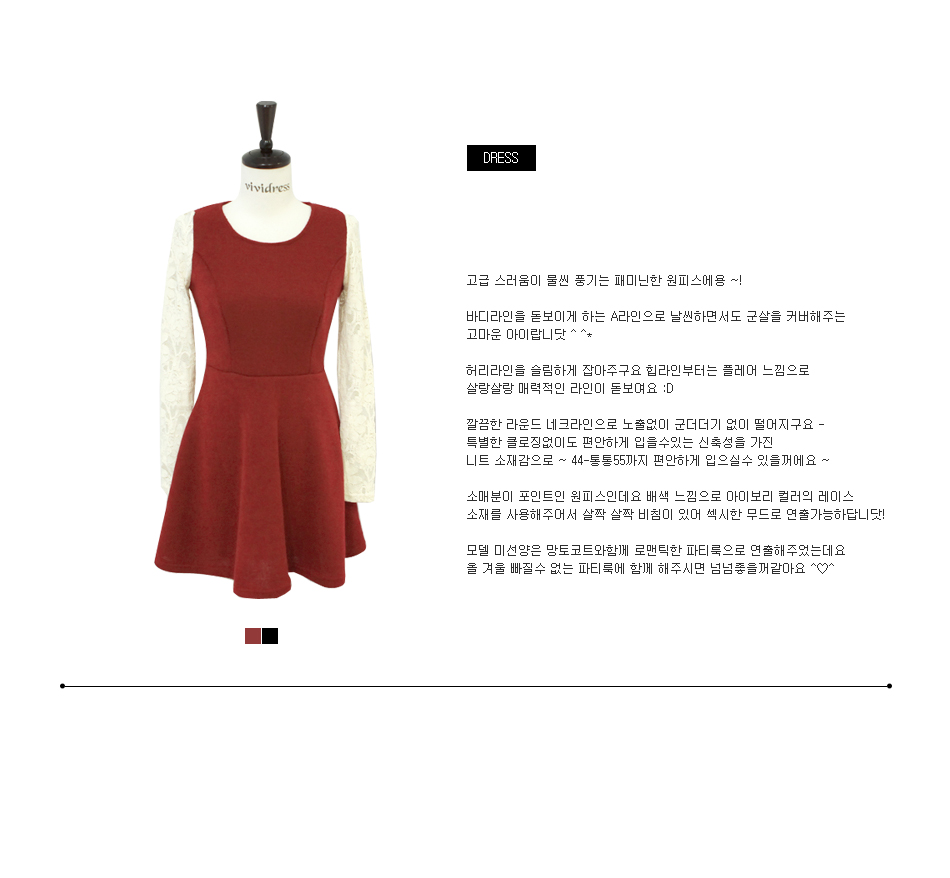 vividress
DRESS
고급 스러움이 물씬 풍기는 패미닌한 원피스에용 ~!
바디라인을 돋보이게 하는 A라인으로 날씬하면서도 군살을 커버해주는
고마운 아이랍니닷 ^ ^*
허리라인을 슬림하게 잡아주구요 힙라인부터는 플레어 느낌으로
살랑살랑 매력적인 라인이 돋보여요 :D
깔끔한 라운드 네크라인으로 노출없이 군더더기 없이 떨어지구요 -
특별한 클로징없이도 편안하게 입을수있는 신축성을 가진
니트 소재감으로 ~ 44-통통55까지 편안하게 입으실수 있을꺼에요 ~
소매분이 포인트인 원피스인데요 배색 느낌으로 아이보리 컬러의 레이스
소재를 사용해주어서 살짝 살짝 비침이 있어 섹시한 무드로 연출가능하답니닷!
모델 미선양은 망토코트와함께 로맨틱한 파티룩으로 연출해주었는데요
올 겨울 빠질수 없는 파티룩에 함께 해주시면 넘넘좋을꺼같아요 ^♡^